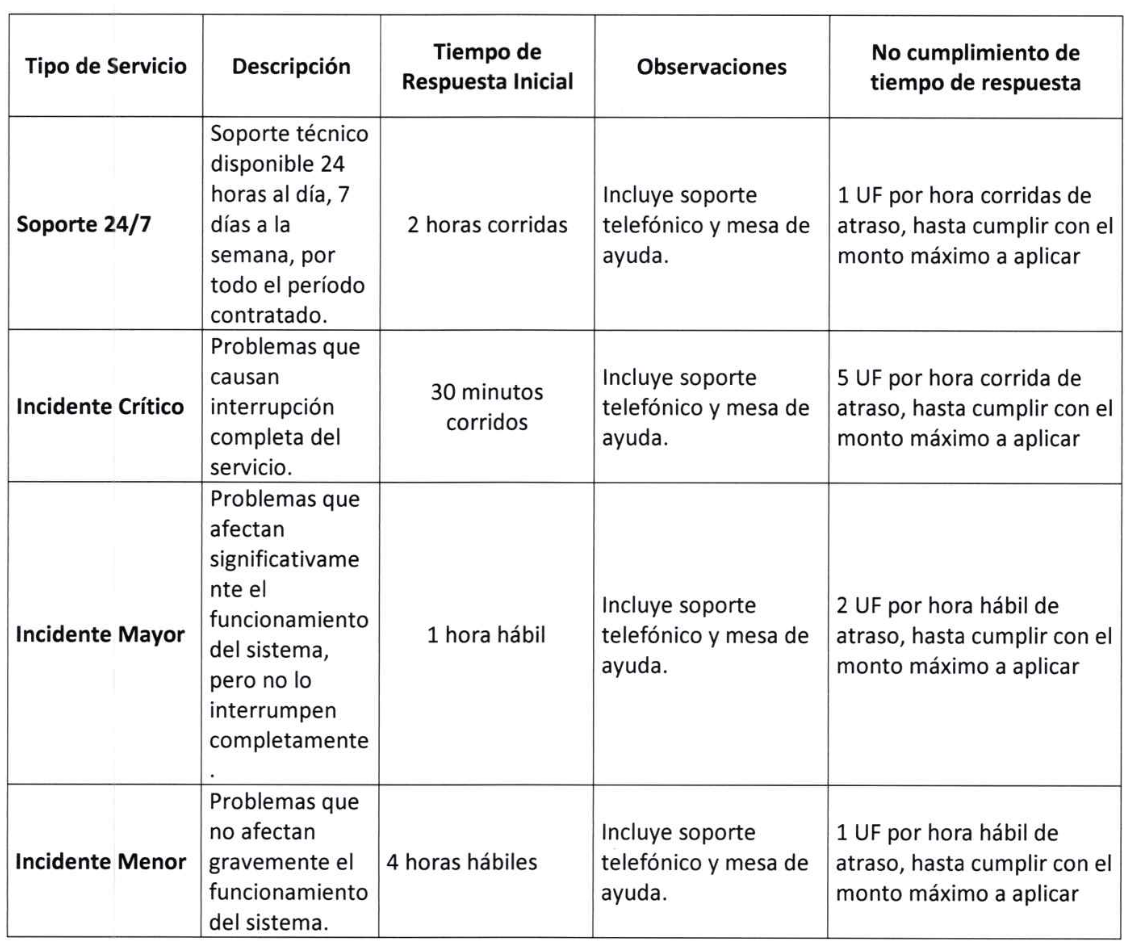 Tipo de Servicio
Descripción
Tiempo de
Respuesta Inicial
Observaciones
No cumplimiento de
tiempo de respuesta
Soporte 24/7
Soporte técnico
disponible 24
horas al día, 7
días a la
semana, por
todo el período
contratado.
2 horas corridas
Incluye soporte
telefónico y mesa de
ayuda.
1 UF por hora corridas de
atraso, hasta cumplir con el
monto máximo a aplicar
Incidente Crítico
Problemas que
causan
interrupción
completa del
servicio.
30 minutos
corridos
Incluye soporte
telefónico y mesa de
ayuda.
5 UF por hora corrida de
atraso, hasta cumplir con el
monto máximo a aplicar
Incidente Mayor
Problemas que
afectan
significativame
nte el
funcionamiento
del sistema,
pero no lo
interrumpen
completamente
.
1 hora hábil
Incluye soporte
telefónico y mesa de
ayuda.
2 UF por hora hábil de
atraso, hasta cumplir con el
monto máximo a aplicar
Incidente Menor
Problemas que
no afectan
gravemente el
funcionamiento
del sistema.
4 horas hábiles
Incluye soporte
telefónico y mesa de
ayuda.
1 UF por hora hábil de
atraso, hasta cumplir con el
monto máximo a aplicar